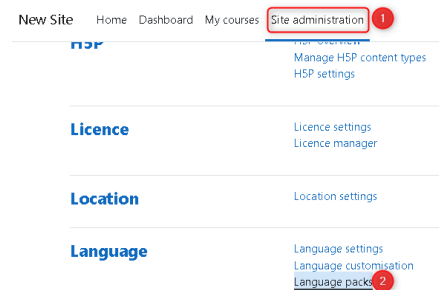 New Site Home Dashboard My courses Site administration 1
H5P H5P overview
Manage H5P content types
H5P settings
Licence Licence settings
Licence manager
Location Location settings
Language Language settings
Language customisation
Language packs 2